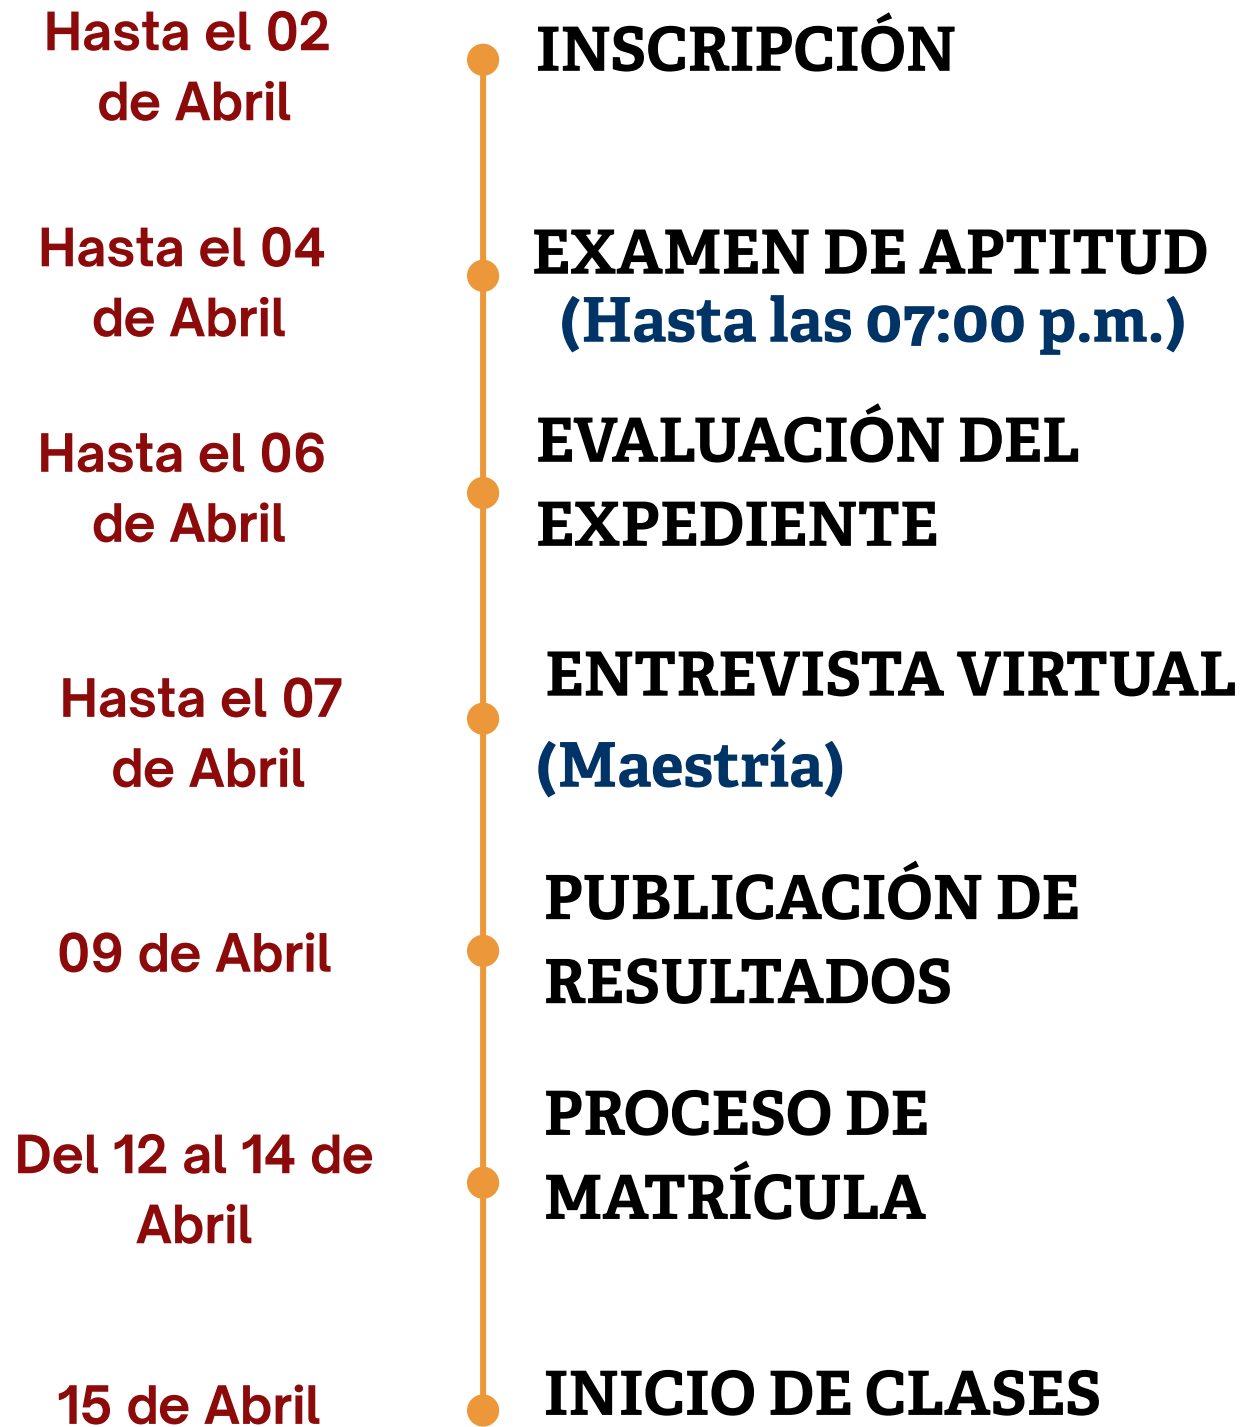 Hasta el 02
de Abril
INSCRIPCIÓN
Hasta el 04
de Abril
EXAMEN DE APTITUD
(Hasta las 07:00 p.m.)
Hasta el 06
de Abril
EVALUACIÓN DEL
EXPEDIENTE
Hasta el 07
de Abril
ENTREVISTA VIRTUAL
(Maestría)
09 de Abril
PUBLICACIÓN DE
RESULTADOS
Del 12 al 14 de
Abril
PROCESO DE
MATRÍCULA
15 de Abril
INICIO DE CLASES